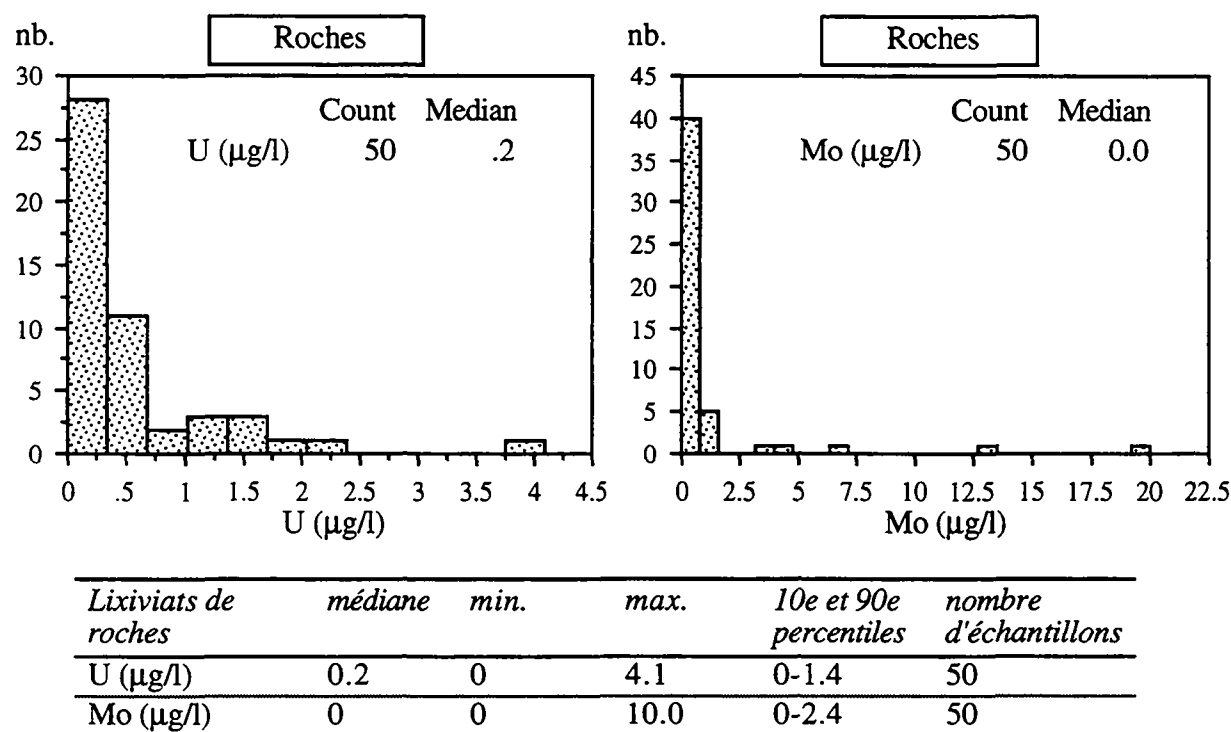 Roches
nb.
Count Median
U (µg/l) 50 .2
30
25
20
15
10
5
0
0 .5 1 1.5 2 2.5 3 3.5 4 4.5
U (µg/l)
Roches
nb.
Count Median
Mo (µg/l) 50 0.0
45
40
35
30
25
20
15
10
5
0
0 2.5 5 7.5 10 12.5 15 17.5 20 22.5
Mo (µg/l)
Lixiviats de roches médiane min. max. 10e et 90e percentiles nombre d'échantillons
U (µg/l) 0.2 0 4.1 0-1.4 50
Mo (µg/l) 0 0 10.0 0-2.4 50